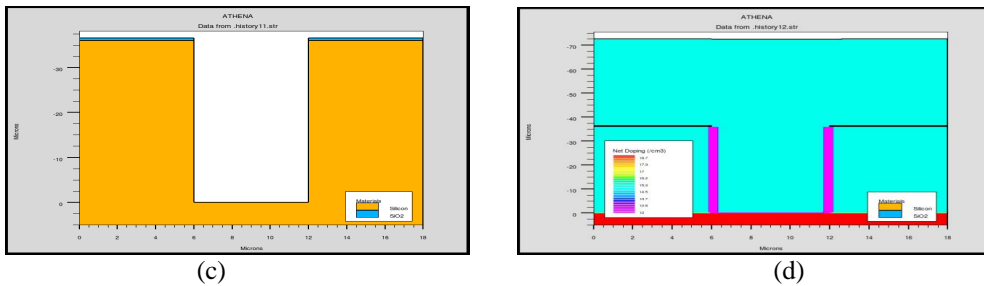 ATHENA
Data from .history11.str
Microns
-30
-20
-10
0
Materials
Silicon
SiO2
0 2 4 6 8 10 12 14 16 18
Microns
(c)
ATHENA
Data from .history12.str
Microns
-70
-60
-50
-40
-30
-20
-10
0
Net Doping (/cm3)
Materials
Silicon
SiO2
0 2 4 6 8 10 12 14 16 18
Microns
(d)